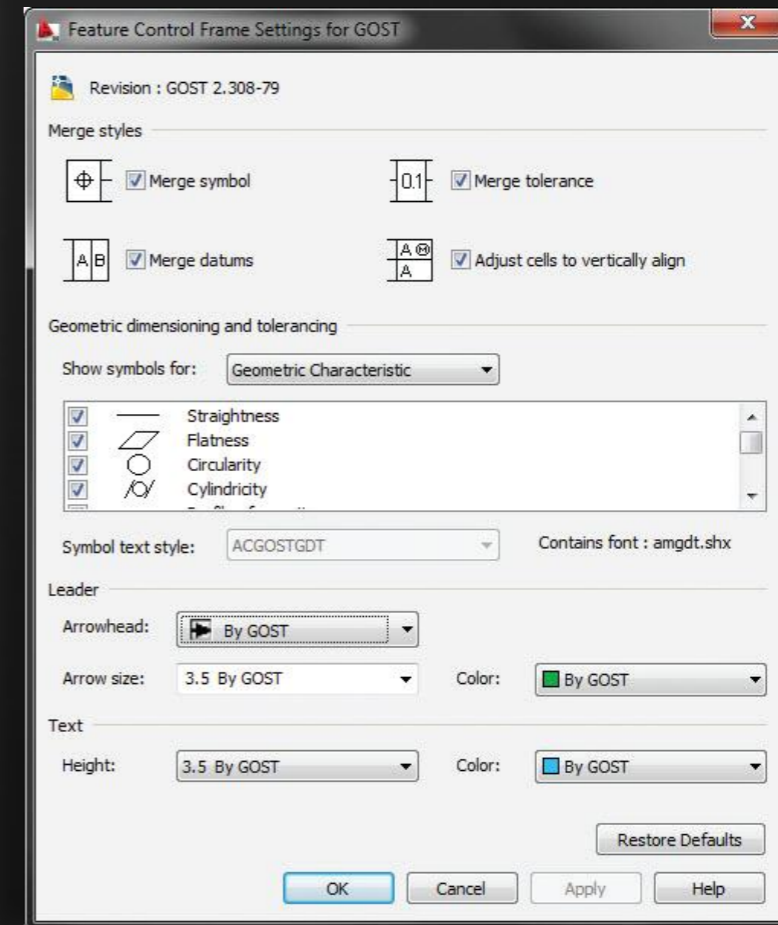 Feature Control Frame Settings for GOST
Revision : GOST 2.308-79
Merge styles
Merge symbol
0.1 Merge tolerance
A B Merge datums
A M
A Adjust cells to vertically align
Geometric dimensioning and tolerancing
Show symbols for: Geometric Characteristic
Straightness
Flatness
Circularity
Cylindricity
Symbol text style: ACGOSTGDT Contains font : amgdt.shx
Leader
Arrowhead: By GOST
Arrow size: 3.5 By GOST Color: By GOST
Text
Height: 3.5 By GOST Color: By GOST
Restore Defaults
OK Cancel Apply Help